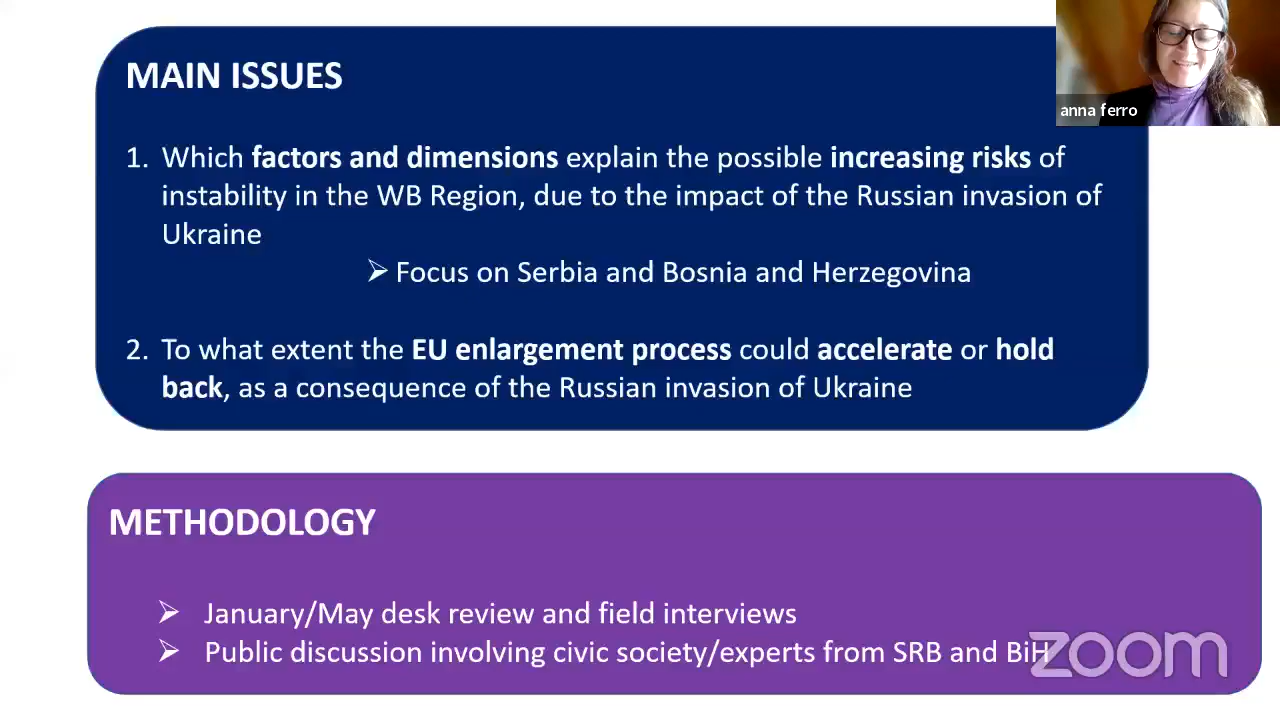 MAIN ISSUES
anna ferro
1. Which factors and dimensions explain the possible increasing risks of
instability in the WB Region, due to the impact of the Russian invasion of
Ukraine
➢ Focus on Serbia and Bosnia and Herzegovina
2. To what extent the EU enlargement process could accelerate or hold
back, as a consequence of the Russian invasion of Ukraine
METHODOLOGY
➢ January/May desk review and field interviews
➢ Public discussion involving civic society/experts from SRB and BiH
zoom